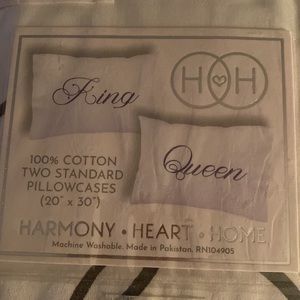 King
H H
Queen
100% COTTON
TWO STANDARD
PILLOWCASES
(20" x 30")
HARMONY • HEART • HOME
Machine Washable. Made in Pakistan. RN104905